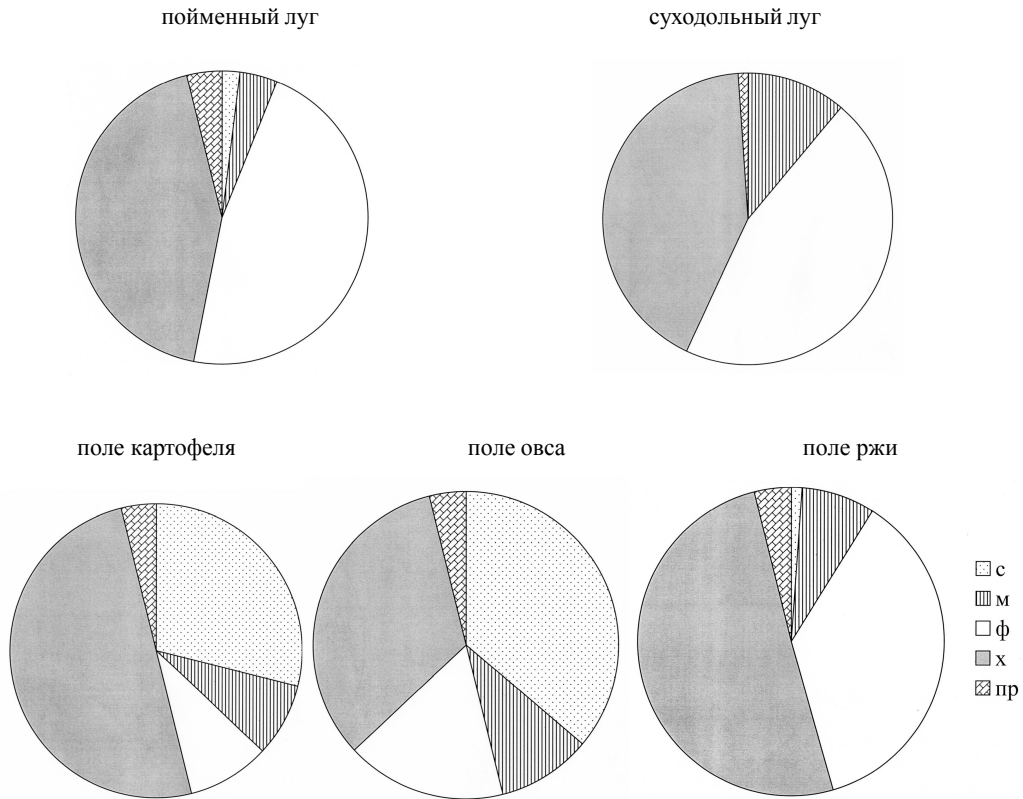 пойменный луг
суходольный луг
поле картофеля
поле овса
поле ржи
с
м
ф
х
пр